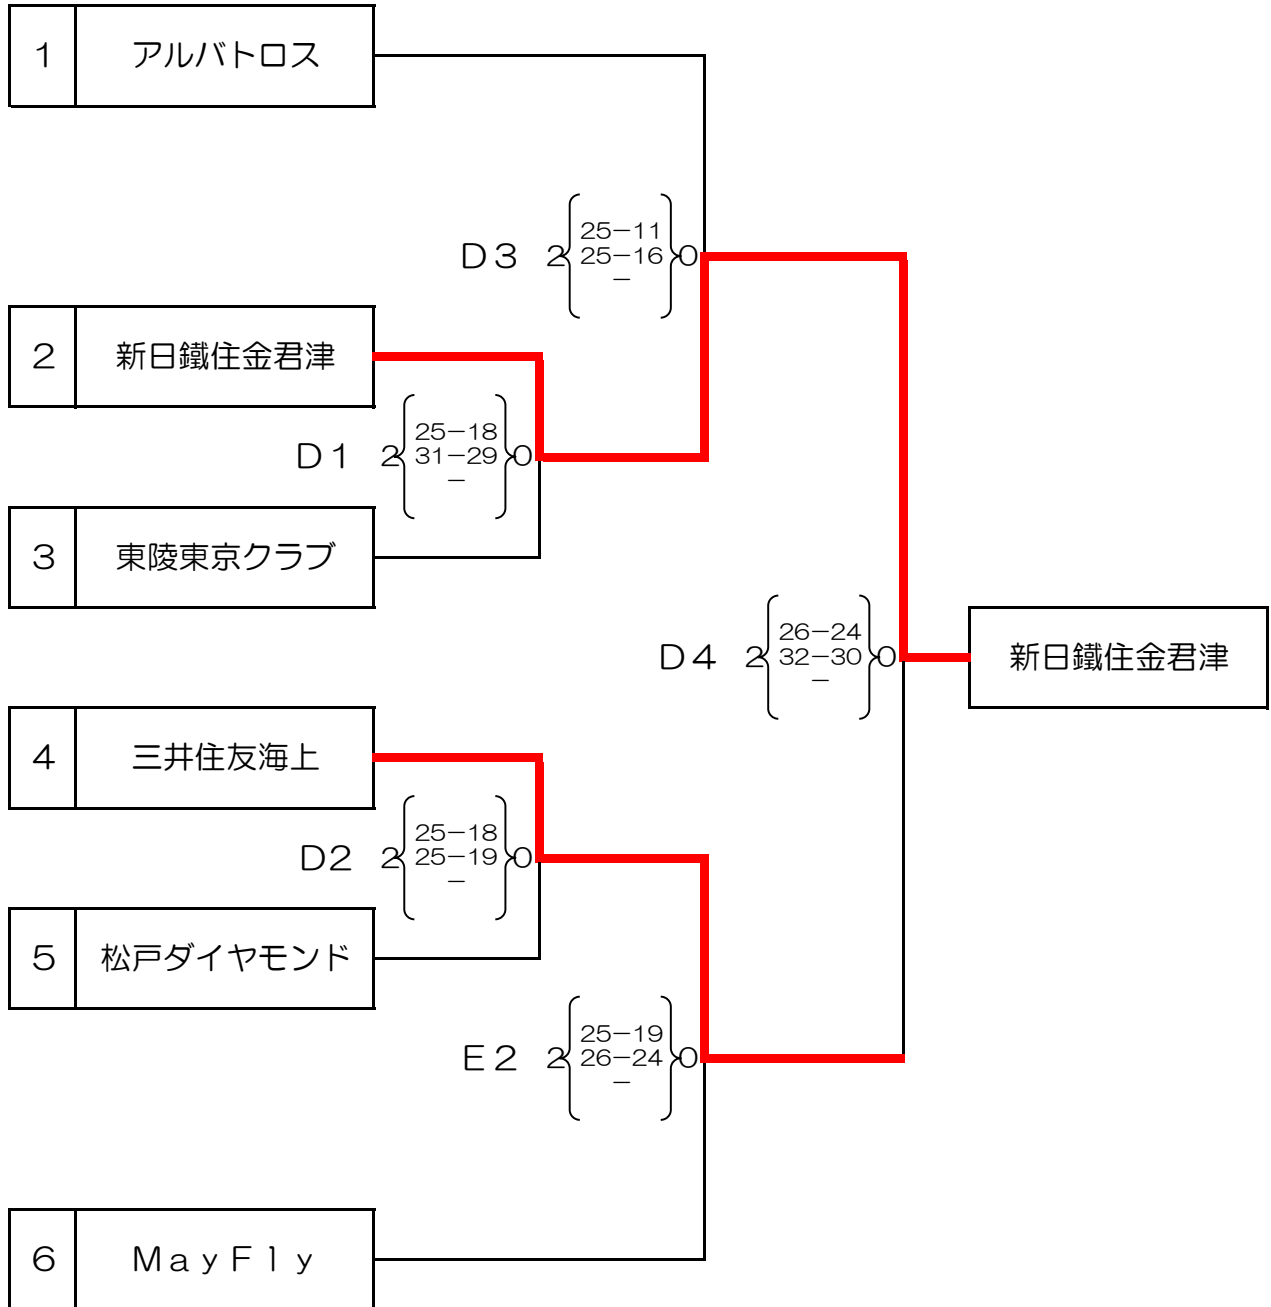 1 アルバトロス
D3 2 25-11 0
25-16
-
2 新日鐵住金君津
D1 2 25-18 0
31-29
-
3 東陵東京クラブ
D4 2 26-24 0
32-30
-
新日鐵住金君津
4 三井住友海上
D2 2 25-18 0
25-19
-
5 松戸ダイヤモンド
E2 2 25-19 0
26-24
-
6 MayFly